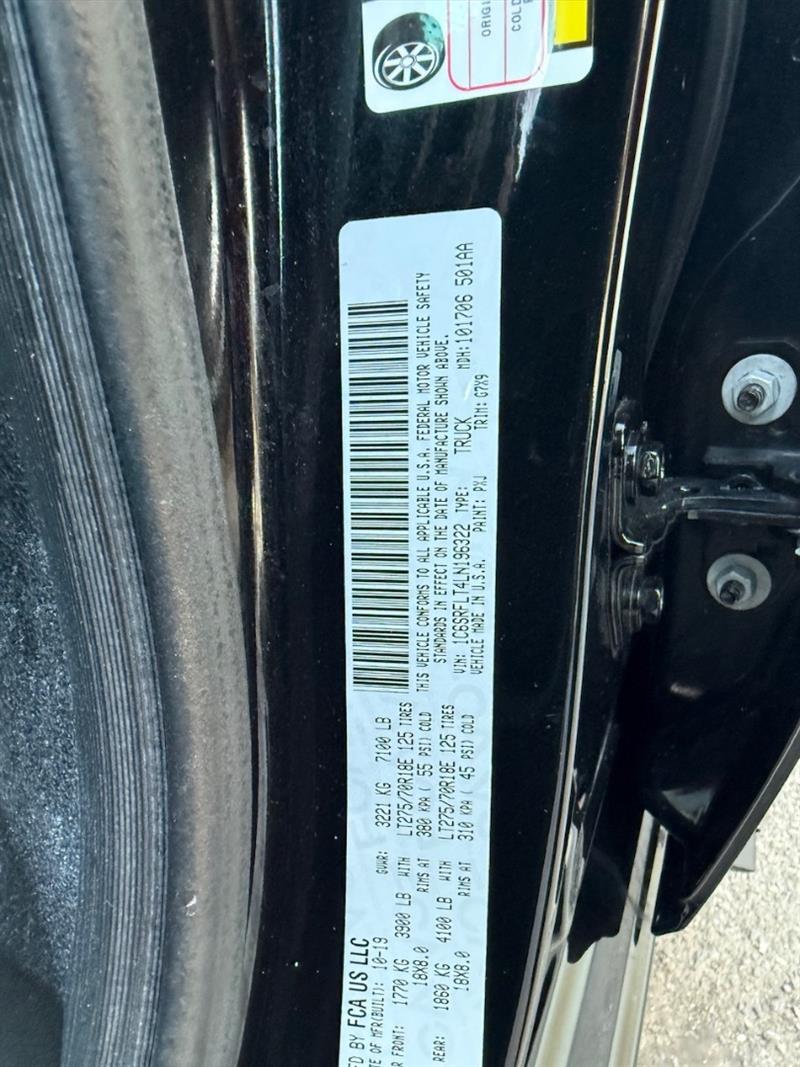 ORIGI
COLD
MFD BY FCA US LLC
DATE OF MFR(BUILT): 10-19 GVWR: 3221 KG 7100 LB
FRONT: 1770 KG 3900 LB WITH LT275/70R18E 125 TIRES
18X8.0 RIMS AT 380 KPA ( 55 PSI) COLD
REAR: 1860 KG 4100 LB WITH LT275/70R18E 125 TIRES
18X8.0 RIMS AT 310 KPA ( 45 PSI) COLD
THIS VEHICLE CONFORMS TO ALL APPLICABLE U.S.A. FEDERAL MOTOR VEHICLE SAFETY
STANDARDS IN EFFECT ON THE DATE OF MANUFACTURE SHOWN ABOVE.
VIN: 1C6SRFLT4LN196322 TYPE: TRUCK MDH: 101706 501AA
VEHICLE MADE IN U.S.A. PAINT: PXJ TRIM: G7X9